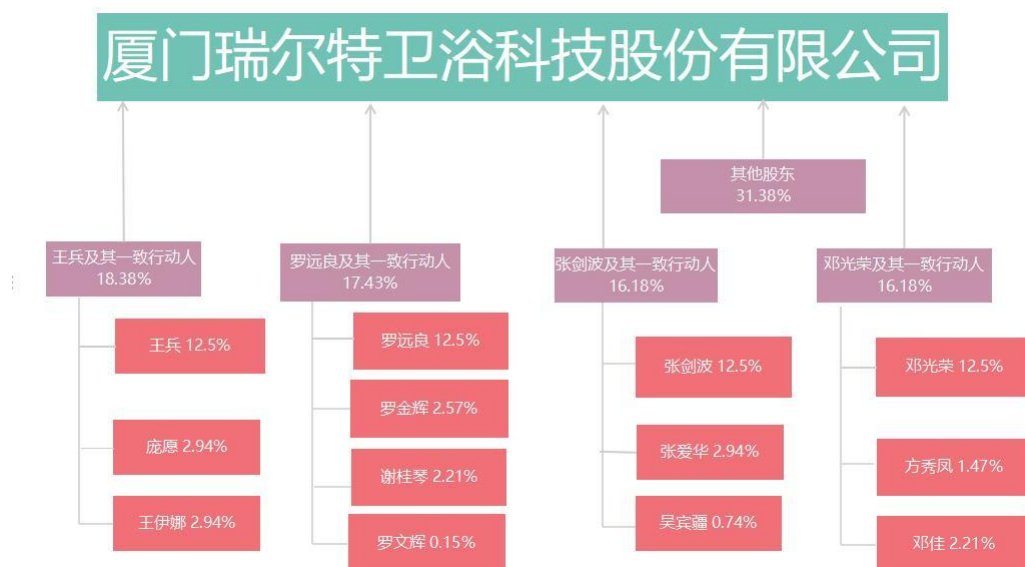 厦门瑞尔特卫浴科技股份有限公司
其他股东
31.38%
王兵及其一致行动人
18.38%
罗远良及其一致行动人
17.43%
张剑波及其一致行动人
16.18%
邓光荣及其一致行动人
16.18%
王兵 12.5%
庞愿 2.94%
王伊娜 2.94%
罗远良 12.5%
罗金辉 2.57%
谢桂琴 2.21%
罗文辉 0.15%
张剑波 12.5%
张爱华 2.94%
吴宾疆 0.74%
邓光荣 12.5%
方秀凤 1.47%
邓佳 2.21%